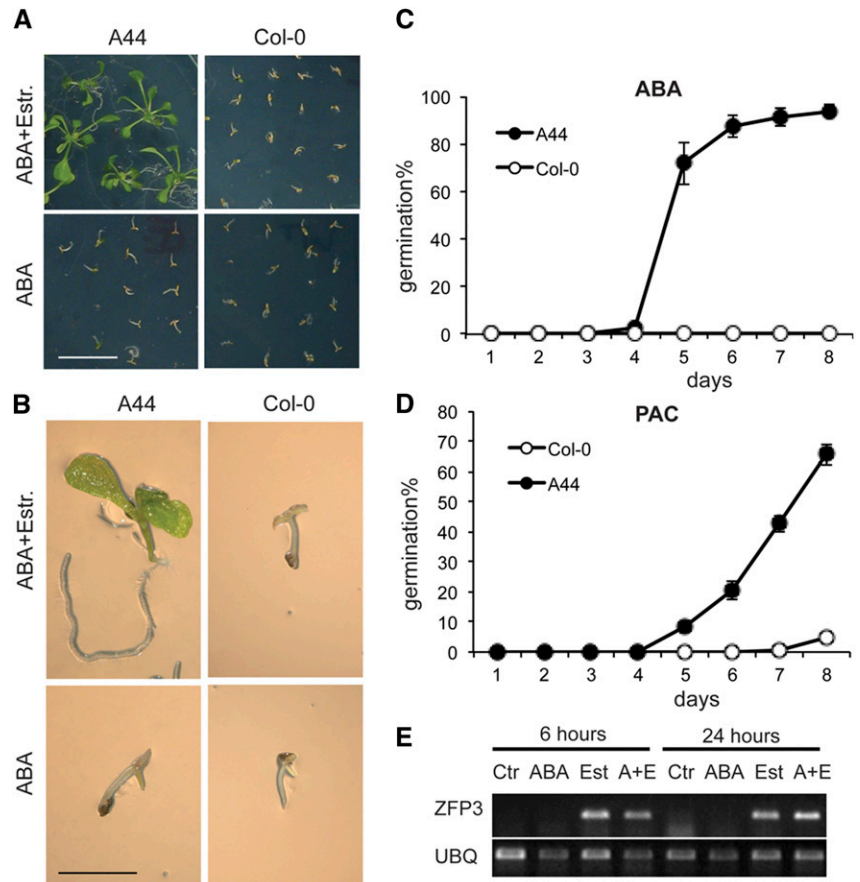 A
A44 Col-0
ABA+Estr.
ABA
B
A44 Col-0
ABA+Estr.
ABA
C
ABA
100
80
60
40
20
0
germination%
A44
Col-0
1 2 3 4 5 6 7 8
days
D
PAC
80
70
60
50
40
30
20
10
0
germination%
Col-0
A44
1 2 3 4 5 6 7 8
days
E
6 hours 24 hours
Ctr ABA Est A+E Ctr ABA Est A+E
ZFP3
UBQ